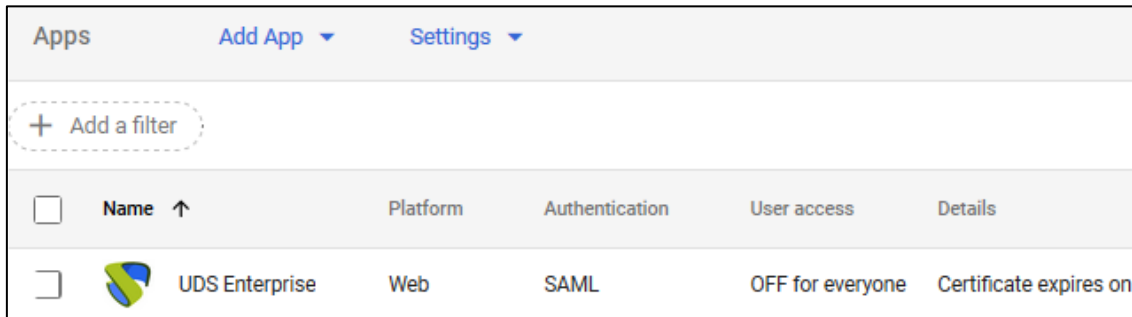 Apps Add App Settings
Add a filter
Name Platform Authentication User access Details
UDS Enterprise Web SAML OFF for everyone Certificate expires on